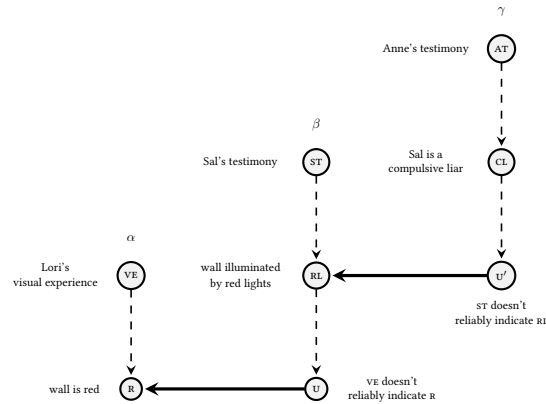 γ
Anne's testimony
AT
β
Sal's testimony
ST
Sal is a
compulsive liar
CL
α
Lori's
visual experience
VE
wall illuminated
by red lights
RL
U′
ST doesn't
reliably indicate RI
wall is red
R
U
VE doesn't
reliably indicate R